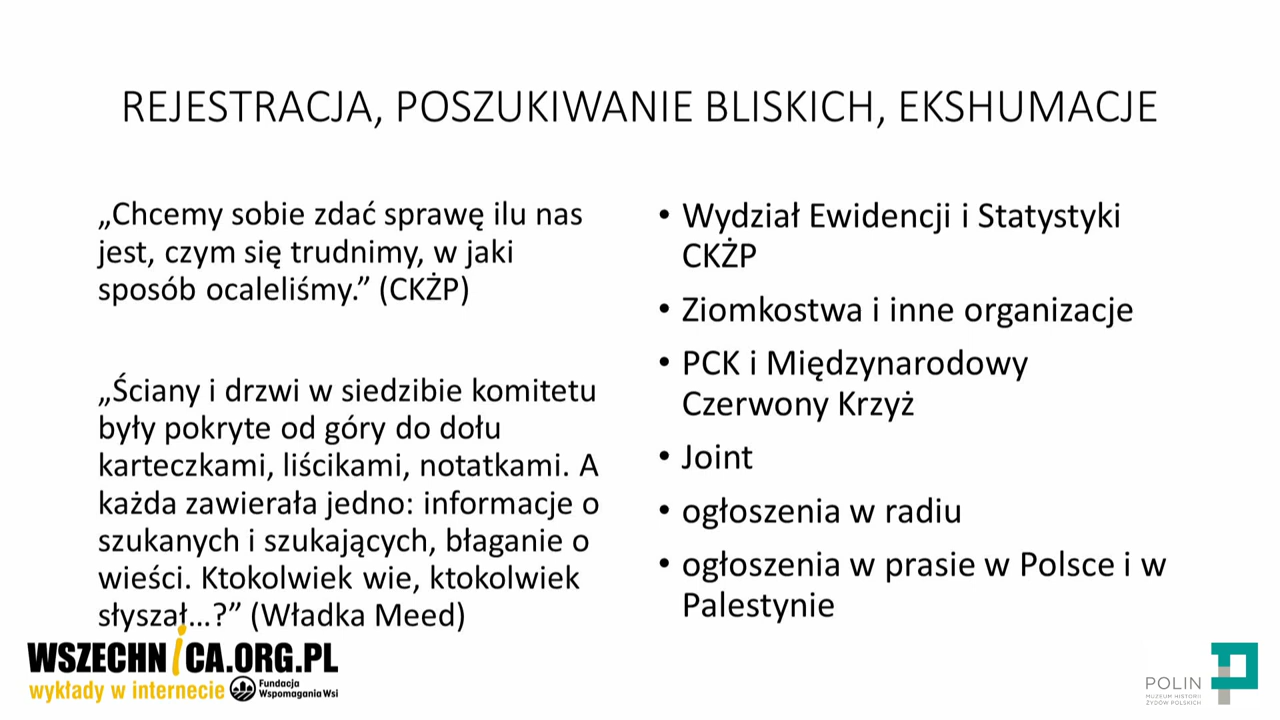 REJESTRACJA, POSZUKIWANIE BLISKICH, EKSHUMACJE
„Chcemy sobie zdać sprawę ilu nas
jest, czym się trudnimy, w jaki
sposób ocaleliśmy.” (CKŻP)
„Ściany i drzwi w siedzibie komitetu
były pokryte od góry do dołu
karteczkami, liścikami, notatkami. A
każda zawierała jedno: informacje o
szukanych i szukających, błaganie o
wieści. Ktokolwiek wie, ktokolwiek
słyszał…?” (Władka Meed)
• Wydział Ewidencji i Statystyki
CKŻP
• Ziomkostwa i inne organizacje
• PCK i Międzynarodowy
Czerwony Krzyż
• Joint
• ogłoszenia w radiu
• ogłoszenia w prasie w Polsce i w
Palestynie
WSZECHNiCA.ORG.PL
wykłady w internecie
Fundacja
Wspomagania Wsi
POLIN
MUZEUM HISTORII
ŻYDÓW POLSKICH